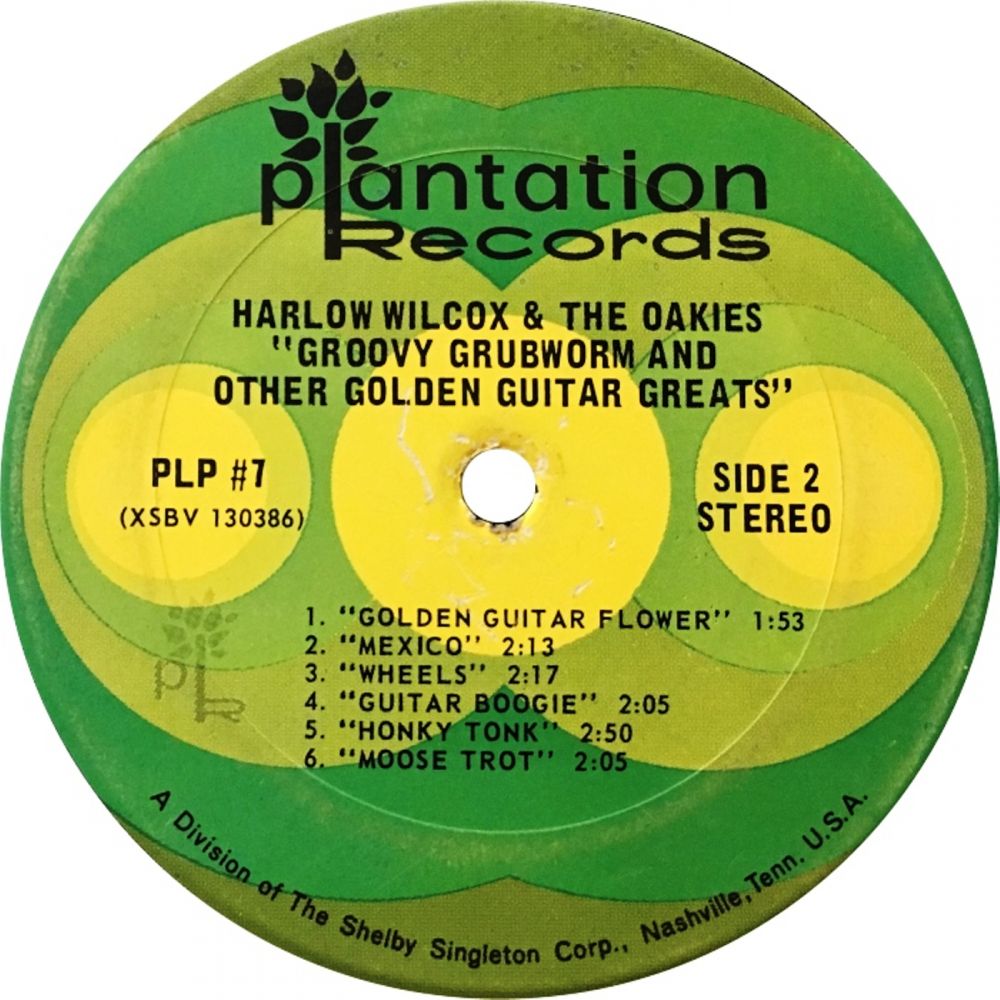 plantation
Records
HARLOW WILCOX & THE OAKIES
"GROOVY GRUBWORM AND
OTHER GOLDEN GUITAR GREATS"
PLP #7
(XSBV 130386)
SIDE 2
STEREO
1. "GOLDEN GUITAR FLOWER" 1:53
2. "MEXICO" 2:13
3. "WHEELS" 2:17
4. "GUITAR BOOGIE" 2:05
5. "HONKY TONK" 2:50
6. "MOOSE TROT" 2:05
pLR
A Division of The Shelby Singleton Corp., Nashville, Tenn. U.S.A.